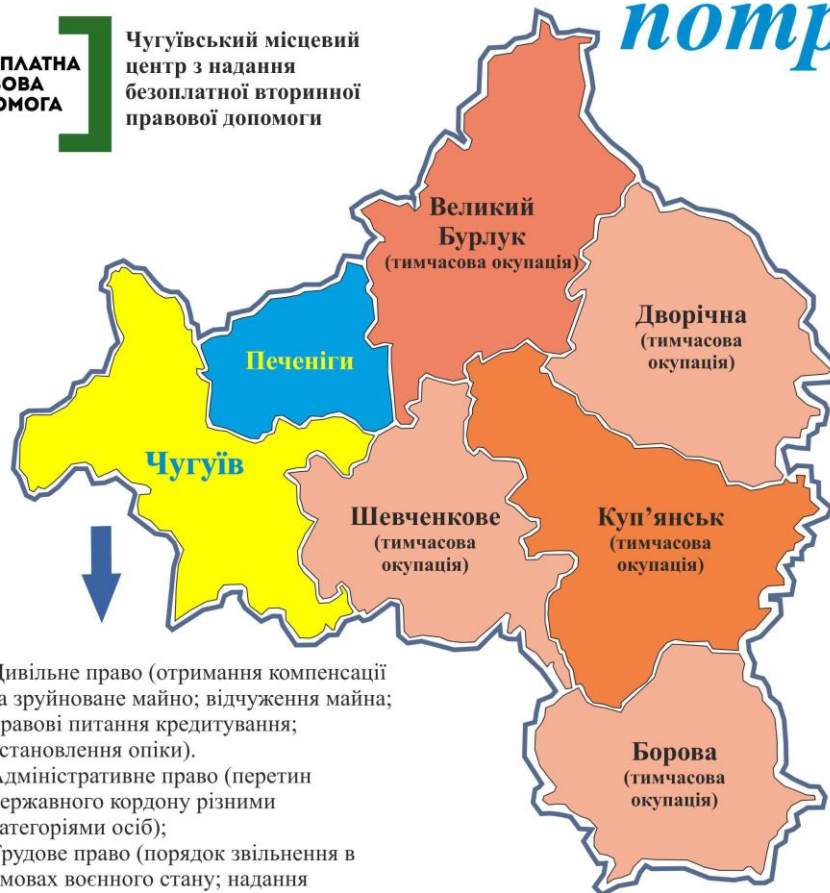 потр
ПЛАТНА
ОВА
ОМОГА
Чугуївський місцевий
центр з надання
безоплатної вторинної
правової допомоги
Великий
Бурлук
(тимчасова окупація)
Дворічна
(тимчасова
окупація)
Печеніги
Чугуїв
Шевченкове
(тимчасова
окупація)
Куп’янськ
(тимчасова
окупація)
Борова
(тимчасова
окупація)
Цивільне право (отримання компенсації
а зруйноване майно; відчуження майна;
равові питання кредитування;
становлення опіки).
Адміністративне право (перетин
ержавного кордону різними
атегоріями осіб);
Трудове право (порядок звільнення в
мовах воєнного стану; надання